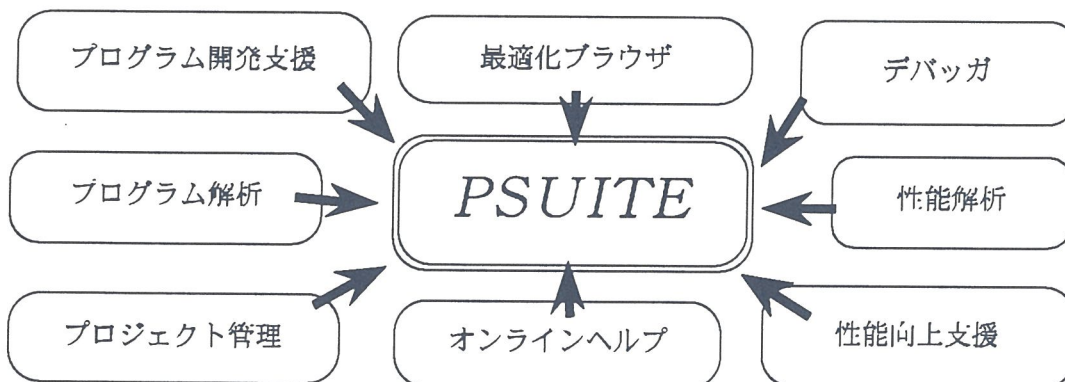 プログラム開発支援
最適化ブラウザ
デバッガ
プログラム解析
PSUITE
性能解析
プロジェクト管理
オンラインヘルプ
性能向上支援